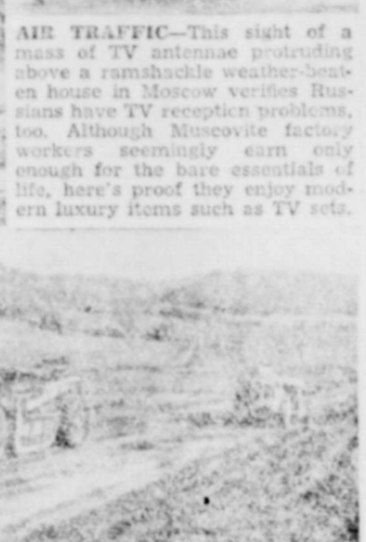 AIR TRAFFIC—This sight of a
mass of TV antennae protruding
above a ramshackle weather-beat-
en house in Moscow verifies Rus-
sians have TV reception problems,
too. Although Muscovite factory
workers seemingly earn only
enough for the bare essentials of
life, here's proof they enjoy mod-
ern luxury items such as TV sets.